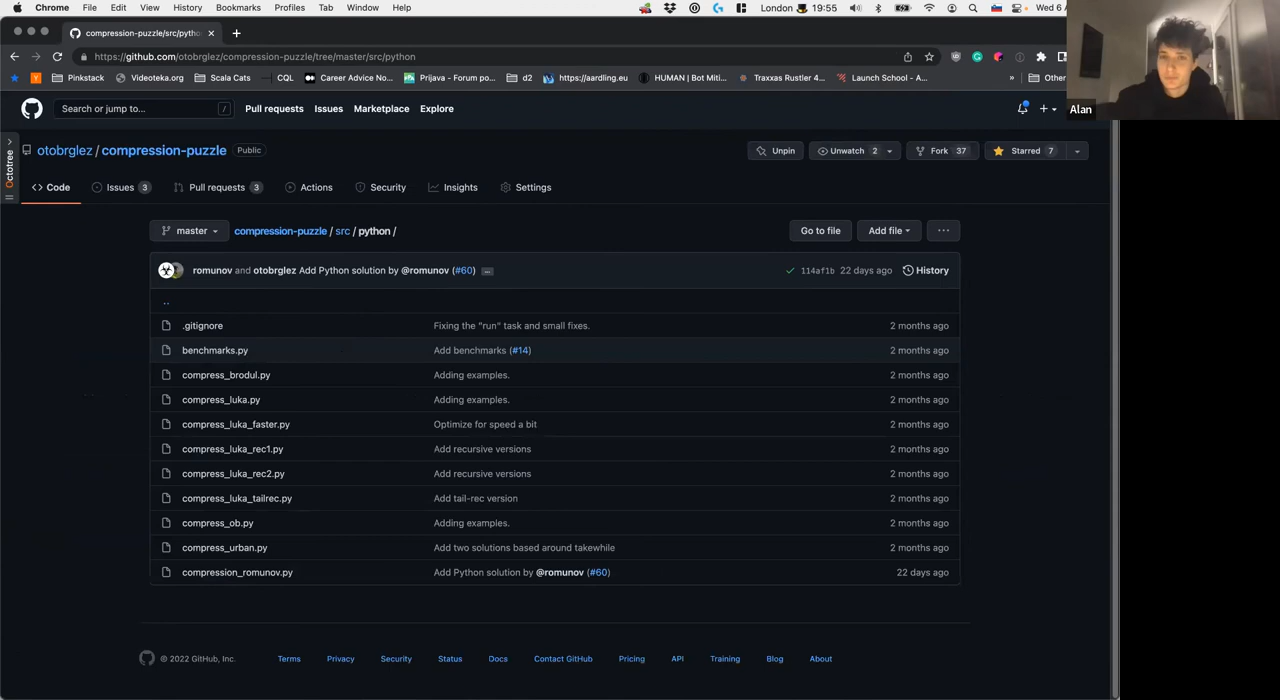 Chrome File Edit View History Bookmarks Profiles Tab Window Help London 19:55 Wed 6
compression-puzzle/src/pytho
https://github.com/otobrglez/compression-puzzle/tree/master/src/python
Pinkstack Videoteka.org Scala Cats CQL Career Advice No... Prijava - Forum po... d2 https://aardling.eu HUMAN | Bot Miti... Traxxas Rustler 4... Launch School - A... » Other
Alan
Search or jump to... / Pull requests Issues Marketplace Explore
Octotree
otobrglez / compression-puzzle Public Unpin Unwatch 2 Fork 37 Starred 7
<> Code Issues 3 Pull requests 3 Actions Security Insights Settings
master compression-puzzle / src / python / Go to file Add file ...
romunov and otobrglez Add Python solution by @romunov (#60) ... 114af1b 22 days ago History
..
.gitignore Fixing the "run" task and small fixes. 2 months ago
benchmarks.py Add benchmarks (#14) 2 months ago
compress_brodul.py Adding examples. 2 months ago
compress_luka.py Adding examples. 2 months ago
compress_luka_faster.py Optimize for speed a bit 2 months ago
compress_luka_rec1.py Add recursive versions 2 months ago
compress_luka_rec2.py Add recursive versions 2 months ago
compress_luka_tailrec.py Add tail-rec version 2 months ago
compress_ob.py Adding examples. 2 months ago
compress_urban.py Add two solutions based around takewhile 2 months ago
compression_romunov.py Add Python solution by @romunov (#60) 22 days ago
© 2022 GitHub, Inc. Terms Privacy Security Status Docs Contact GitHub Pricing API Training Blog About